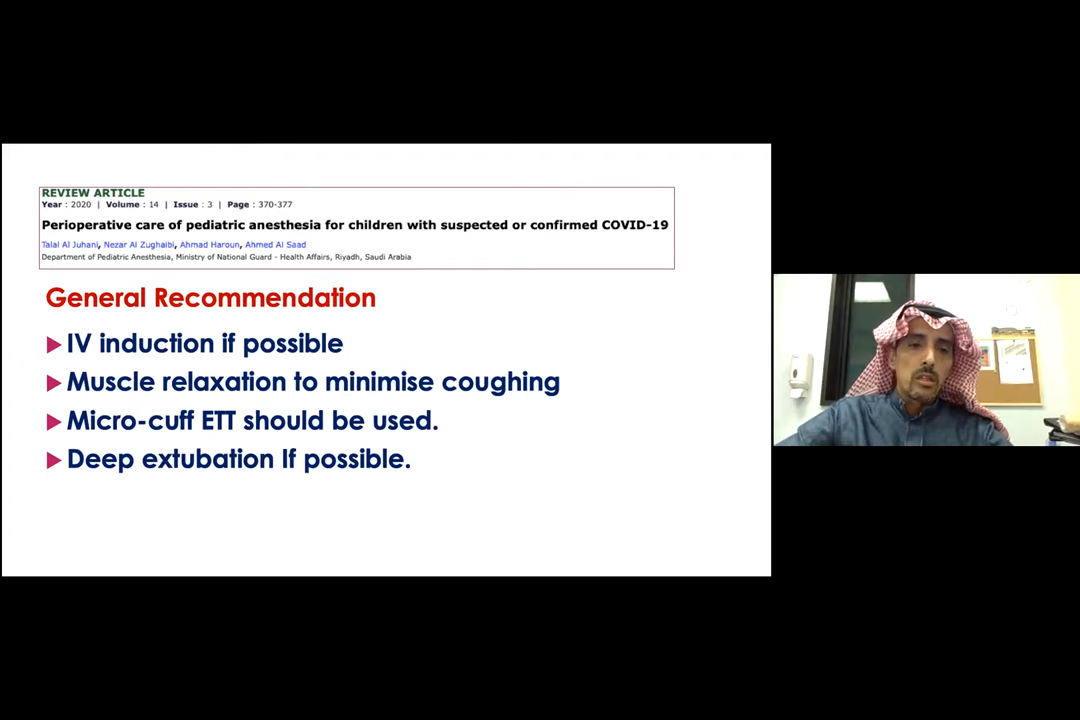 REVIEW ARTICLE
Year : 2020 | Volume : 14 | Issue : 3 | Page : 370-377
Perioperative care of pediatric anesthesia for children with suspected or confirmed COVID-19
Talal Al Juhani, Nezar Al Zughaibi, Ahmad Haroun, Ahmed Al Saad
Department of Pediatric Anesthesia, Ministry of National Guard - Health Affairs, Riyadh, Saudi Arabia
General Recommendation
IV induction if possible
Muscle relaxation to minimise coughing
Micro-cuff ETT should be used.
Deep extubation If possible.